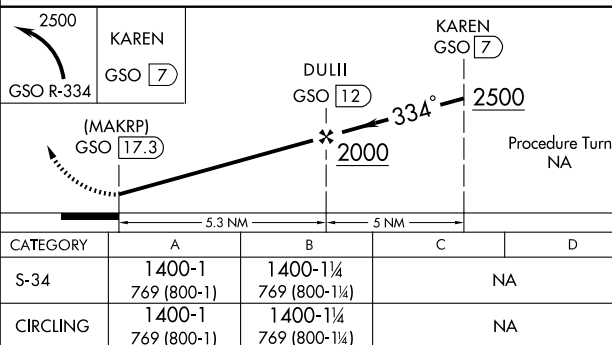 2500
GSO R-334
KAREN
GSO 7
KAREN
GSO 7
DULII
GSO 12
334°
2500
(MAKRP)
GSO 17.3
2000
Procedure Turn
NA
5.3 NM
5 NM
CATEGORY A B C D
S-34 1400-1 1400-1¼ NA
769 (800-1) 769 (800-1¼)
CIRCLING 1400-1 1400-1¼ NA
769 (800-1) 769 (800-1¼)